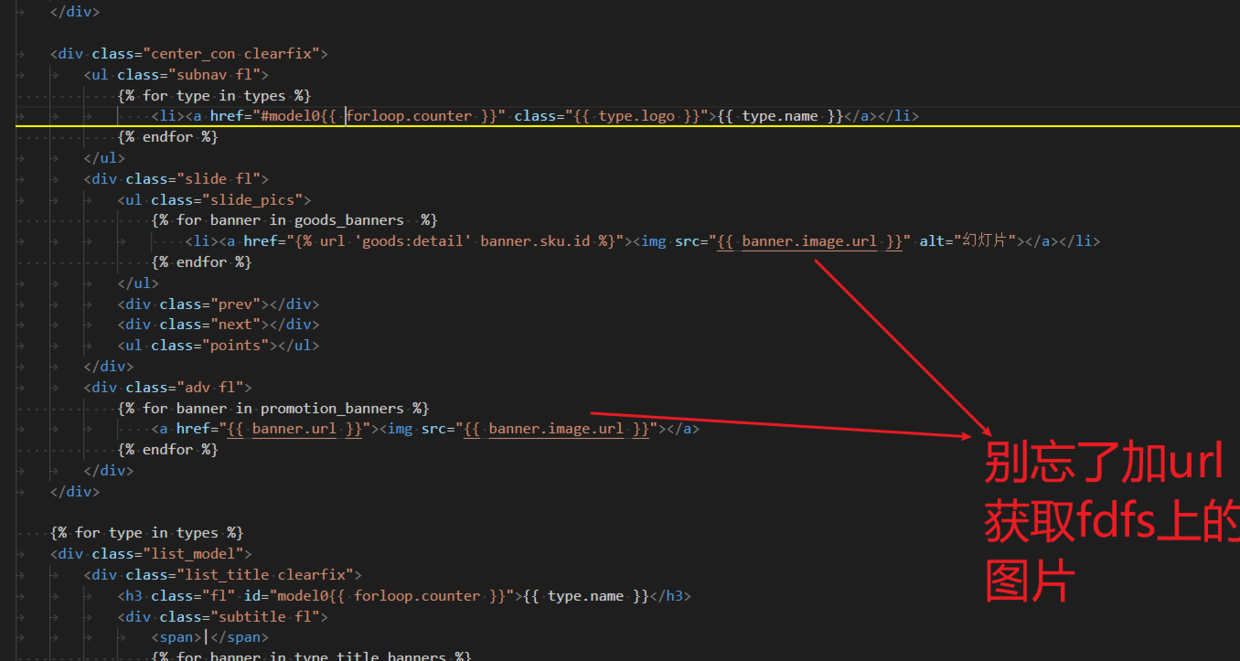 </div>
<div class="center_con clearfix">
<ul class="subnav fl">
{% for type in types %}
<li><a href="#model0{{ forloop.counter }}" class="{{ type.logo }}">{{ type.name }}</a></li>
{% endfor %}
</ul>
<div class="slide fl">
<ul class="slide_pics">
{% for banner in goods_banners  %}
<li><a href="{% url 'goods:detail' banner.sku.id %}"><img src="{{ banner.image.url }}" alt="幻灯片"></a></li>
{% endfor %}
</ul>
<div class="prev"></div>
<div class="next"></div>
<ul class="points"></ul>
</div>
<div class="adv fl">
{% for banner in promotion_banners %}
<a href="{{ banner.url }}"><img src="{{ banner.image.url }}"></a>
{% endfor %}
</div>
</div>
别忘了加url
获取fdfs上的
图片
{% for type in types %}
<div class="list_model">
<div class="list_title clearfix">
<h3 class="fl" id="model0{{ forloop.counter }}">{{ type.name }}</h3>
<div class="subtitle fl">
<span>|</span>
{% for banner in type.title_banners %}